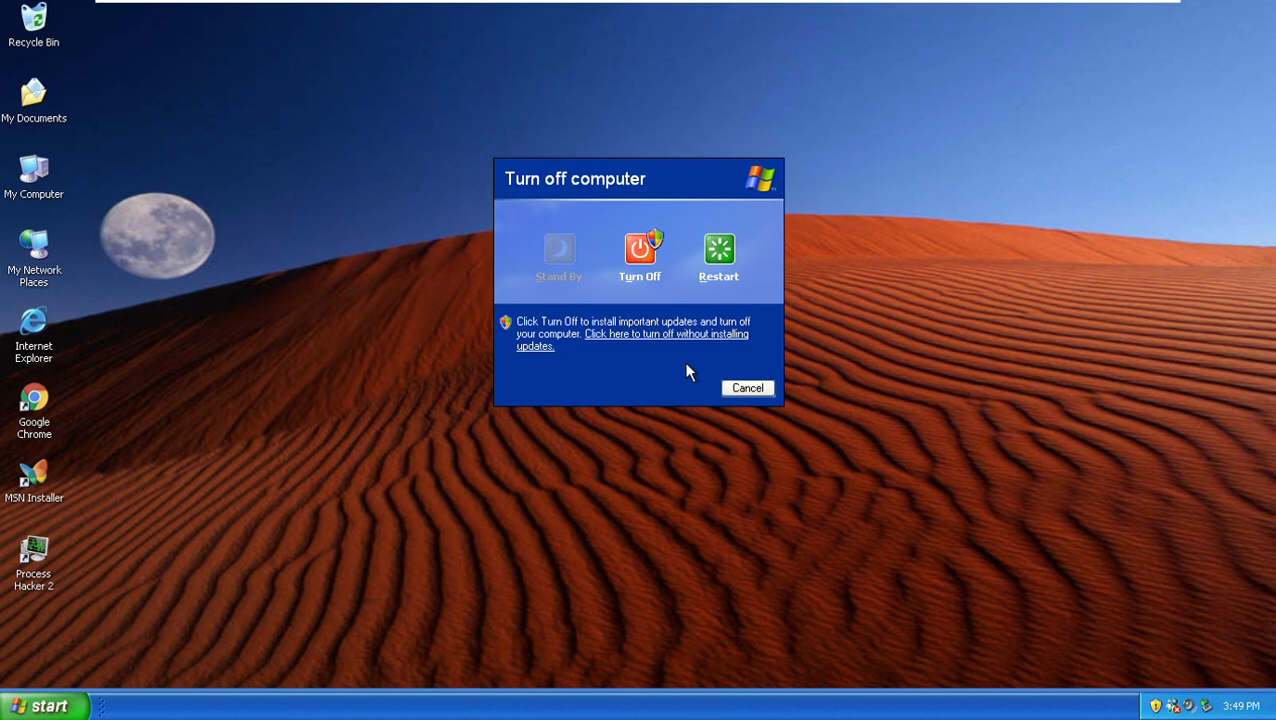 Recycle Bin
My Documents
My Computer
My Network
Places
Internet
Explorer
Google
Chrome
MSN Installer
Process
Hacker 2
Turn off computer
Stand By
Turn Off
Restart
Click Turn Off to install important updates and turn off
your computer. Click here to turn off without installing
updates.
Cancel
start
3:49 PM